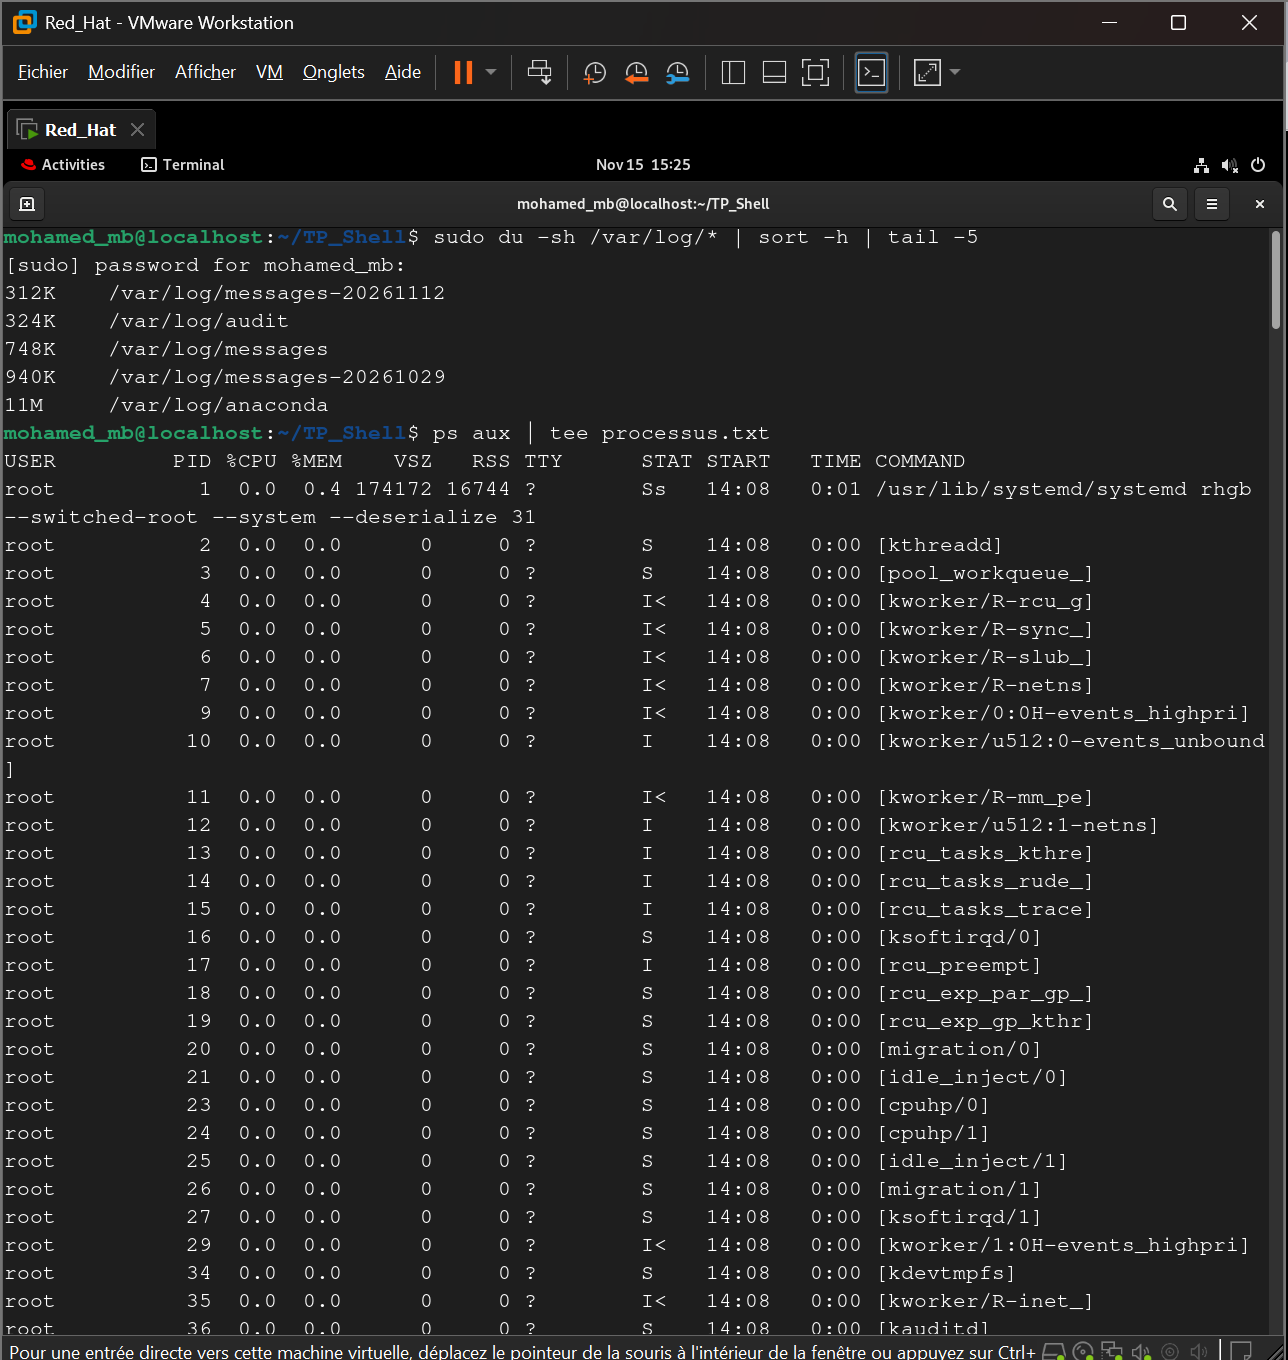 Red_Hat - VMware Workstation
Fichier Modifier Afficher VM Onglets Aide
Red_Hat
Activities Terminal Nov 15 15:25
mohamed_mb@localhost:~/TP_Shell
mohamed_mb@localhost:~/TP_Shell$ sudo du -sh /var/log/* | sort -h | tail -5
[sudo] password for mohamed_mb:
312K /var/log/messages-20261112
324K /var/log/audit
748K /var/log/messages
940K /var/log/messages-20261029
11M /var/log/anaconda
mohamed_mb@localhost:~/TP_Shell$ ps aux | tee processus.txt
USER PID %CPU %MEM VSZ RSS TTY STAT START TIME COMMAND
root 1 0.0 0.4 174172 16744 ? Ss 14:08 0:01 /usr/lib/systemd/systemd rhgb
--switched-root --system --deserialize 31
root 2 0.0 0.0 0 0 ? S 14:08 0:00 [kthreadd]
root 3 0.0 0.0 0 0 ? S 14:08 0:00 [pool_workqueue_]
root 4 0.0 0.0 0 0 ? I< 14:08 0:00 [kworker/R-rcu_g]
root 5 0.0 0.0 0 0 ? I< 14:08 0:00 [kworker/R-sync_]
root 6 0.0 0.0 0 0 ? I< 14:08 0:00 [kworker/R-slub_]
root 7 0.0 0.0 0 0 ? I< 14:08 0:00 [kworker/R-netns]
root 9 0.0 0.0 0 0 ? I< 14:08 0:00 [kworker/0:0H-events_highpri]
root 10 0.0 0.0 0 0 ? I 14:08 0:00 [kworker/u512:0-events_unbound
]
root 11 0.0 0.0 0 0 ? I< 14:08 0:00 [kworker/R-mm_pe]
root 12 0.0 0.0 0 0 ? I 14:08 0:00 [kworker/u512:1-netns]
root 13 0.0 0.0 0 0 ? I 14:08 0:00 [rcu_tasks_kthre]
root 14 0.0 0.0 0 0 ? I 14:08 0:00 [rcu_tasks_rude_]
root 15 0.0 0.0 0 0 ? I 14:08 0:00 [rcu_tasks_trace]
root 16 0.0 0.0 0 0 ? S 14:08 0:00 [ksoftirqd/0]
root 17 0.0 0.0 0 0 ? I 14:08 0:00 [rcu_preempt]
root 18 0.0 0.0 0 0 ? S 14:08 0:00 [rcu_exp_par_gp_]
root 19 0.0 0.0 0 0 ? S 14:08 0:00 [rcu_exp_gp_kthr]
root 20 0.0 0.0 0 0 ? S 14:08 0:00 [migration/0]
root 21 0.0 0.0 0 0 ? S 14:08 0:00 [idle_inject/0]
root 23 0.0 0.0 0 0 ? S 14:08 0:00 [cpuhp/0]
root 24 0.0 0.0 0 0 ? S 14:08 0:00 [cpuhp/1]
root 25 0.0 0.0 0 0 ? S 14:08 0:00 [idle_inject/1]
root 26 0.0 0.0 0 0 ? S 14:08 0:00 [migration/1]
root 27 0.0 0.0 0 0 ? S 14:08 0:00 [ksoftirqd/1]
root 29 0.0 0.0 0 0 ? I< 14:08 0:00 [kworker/1:0H-events_highpri]
root 34 0.0 0.0 0 0 ? S 14:08 0:00 [kdevtmpfs]
root 35 0.0 0.0 0 0 ? I< 14:08 0:00 [kworker/R-inet_]
root 36 0.0 0.0 0 0 ? S 14:08 0:00 [kauditd]
Pour une entrée directe vers cette machine virtuelle, déplacez le pointeur de la souris à l'intérieur de la fenêtre ou appuyez sur Ctrl+